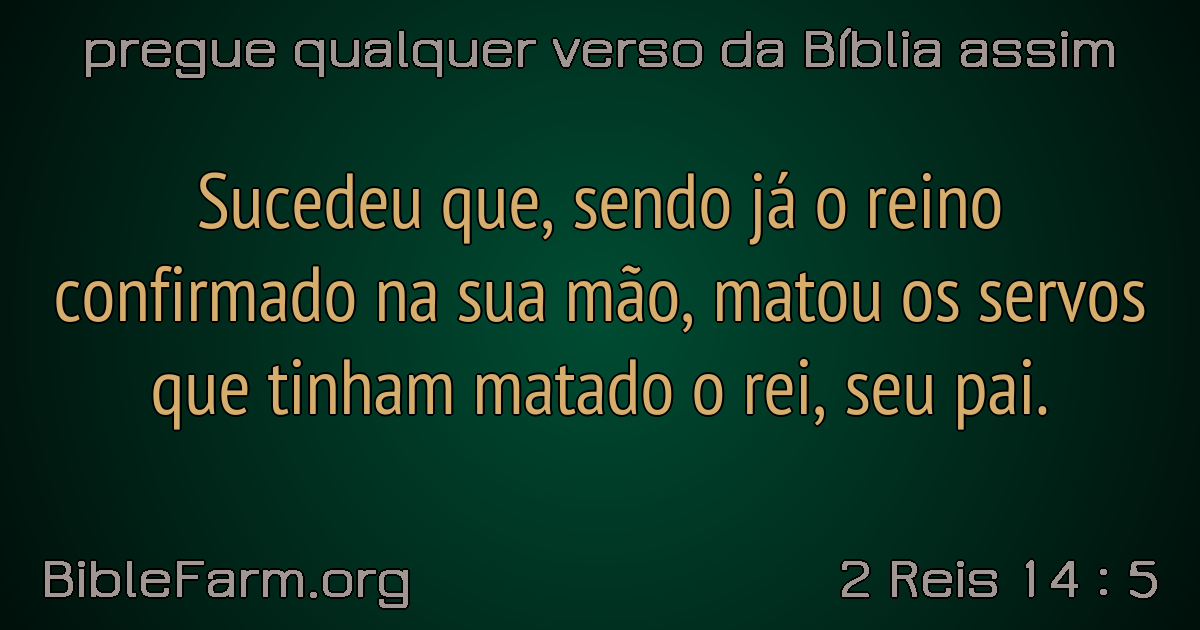 pregue qualquer verso da Bíblia assim
Sucedeu que, sendo já o reino
confirmado na sua mão, matou os servos
que tinham matado o rei, seu pai.
BibleFarm.org
2 Reis 14 : 5